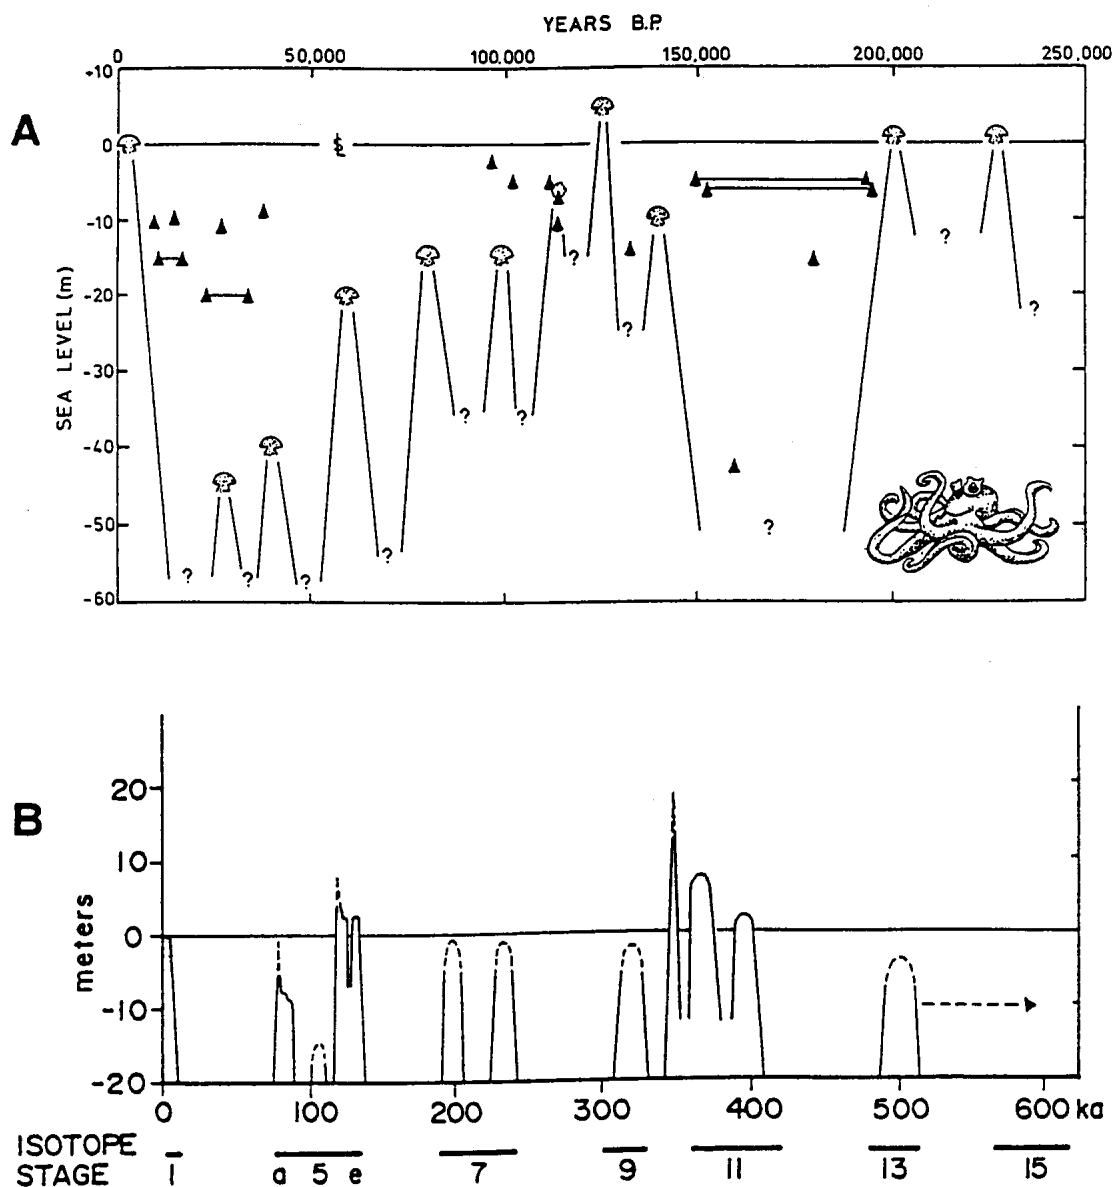 YEARS B.P.
0 50,000 100,000 150,000 200,000 250,000
A
SEA LEVEL (m)
+10
0
-10
-20
-30
-40
-50
-60
SL
? ? ? ? ? ? ? ? ? ? ?
B
meters
20
10
0
-10
-20
0 100 200 300 400 500 600 ka
ISOTOPE
STAGE
1 a 5 e 7 9 11 13 15